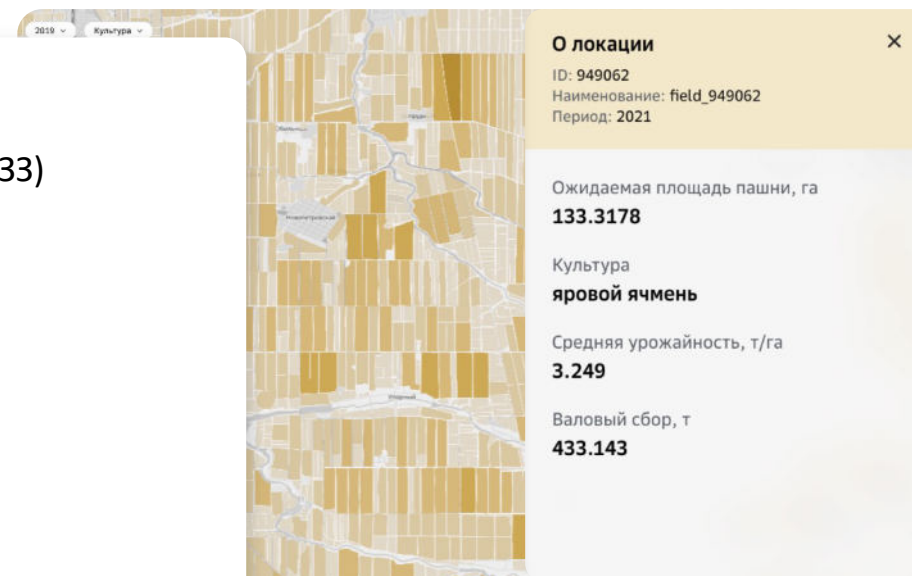 2019
Культура
33)
О локации
ID: 949062
Наименование: field_949062
Период: 2021
Ожидаемая площадь пашни, га
133.3178
Культура
яровой ячмень
Средняя урожайность, т/га
3.249
Валовый сбор, т
433.143